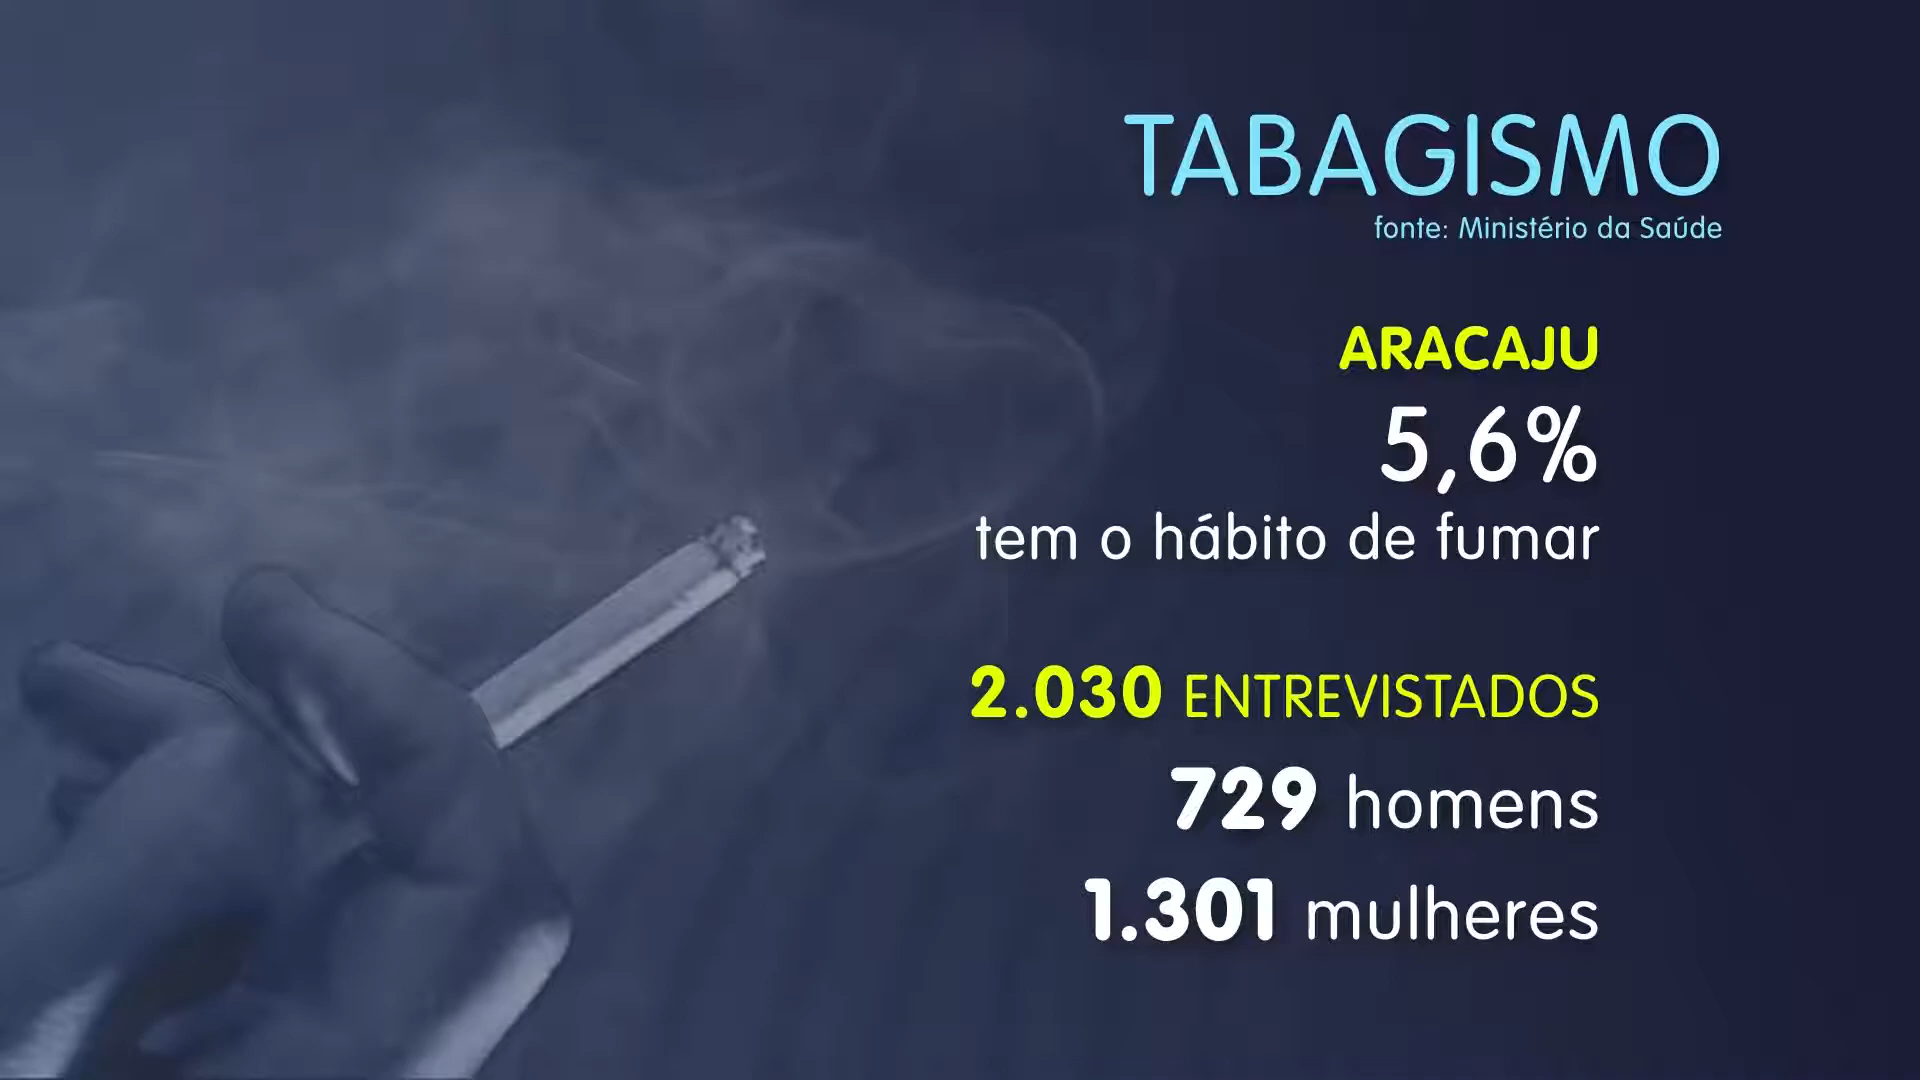 TABAGISMO
fonte: Ministério da Saúde
ARACAJU
5,6%
tem o hábito de fumar
2.030 ENTREVISTADOS
729 homens
1.301 mulheres